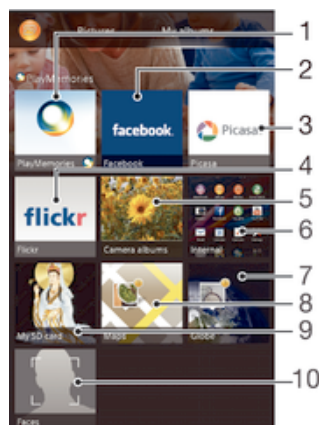 Pictures My albums
PlayMemories
facebook.
Picasa
PlayMemories Facebook Picasa
flickr
Flickr Camera albums Internal
My SD card Maps Globe
Faces
1
2
3
4
5
6
7
8
9
10